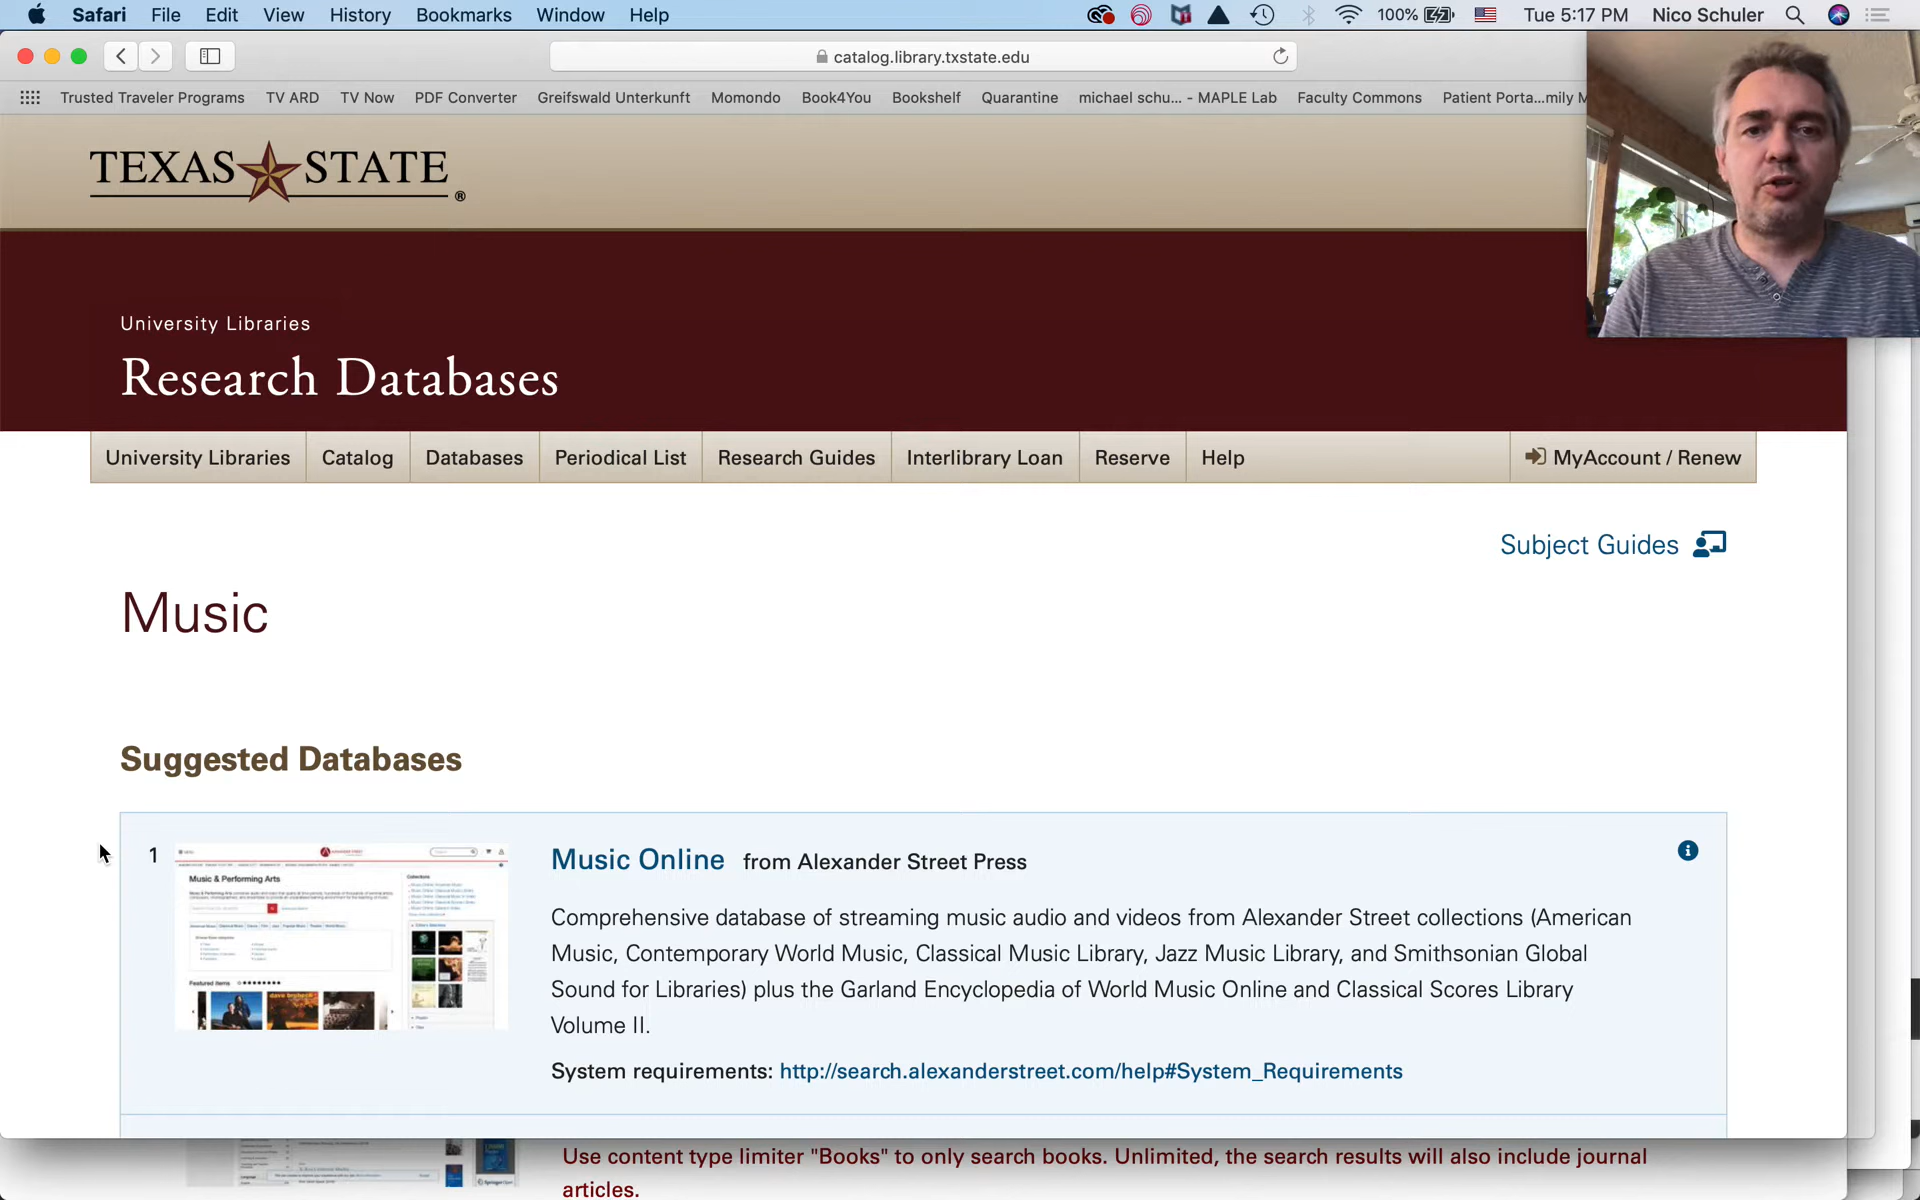 Safari File Edit View History Bookmarks Window Help 100% Tue 5:17 PM Nico Schuler
catalog.library.txstate.edu
Trusted Traveler Programs TV ARD TV Now PDF Converter Greifswald Unterkunft Momondo Book4You Bookshelf Quarantine michael schu... - MAPLE Lab Faculty Commons Patient Porta...mily M
TEXAS STATE ®
University Libraries
Research Databases
University Libraries Catalog Databases Periodical List Research Guides Interlibrary Loan Reserve Help MyAccount / Renew
Subject Guides
Music
Suggested Databases
1
Music & Performing Arts
Featured Items
Music Online from Alexander Street Press
Comprehensive database of streaming music audio and videos from Alexander Street collections (American
Music, Contemporary World Music, Classical Music Library, Jazz Music Library, and Smithsonian Global
Sound for Libraries) plus the Garland Encyclopedia of World Music Online and Classical Scores Library
Volume II.
System requirements: http://search.alexanderstreet.com/help#System_Requirements
Use content type limiter "Books" to only search books. Unlimited, the search results will also include journal
articles.